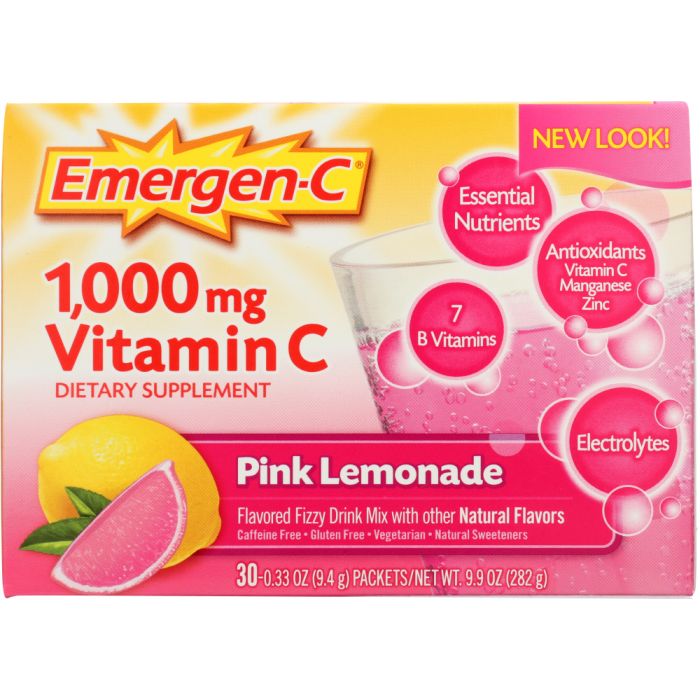 NEW LOOK!
Emergen-C®
Essential
Nutrients
Antioxidants
Vitamin C
Manganese
Zinc
1,000 mg
Vitamin C
DIETARY SUPPLEMENT
7
B Vitamins
Electrolytes
Pink Lemonade
Flavored Fizzy Drink Mix with other Natural Flavors
Caffeine Free • Gluten Free • Vegetarian • Natural Sweeteners
30-0.33 OZ (9.4 g) PACKETS/NET WT. 9.9 OZ (282 g)